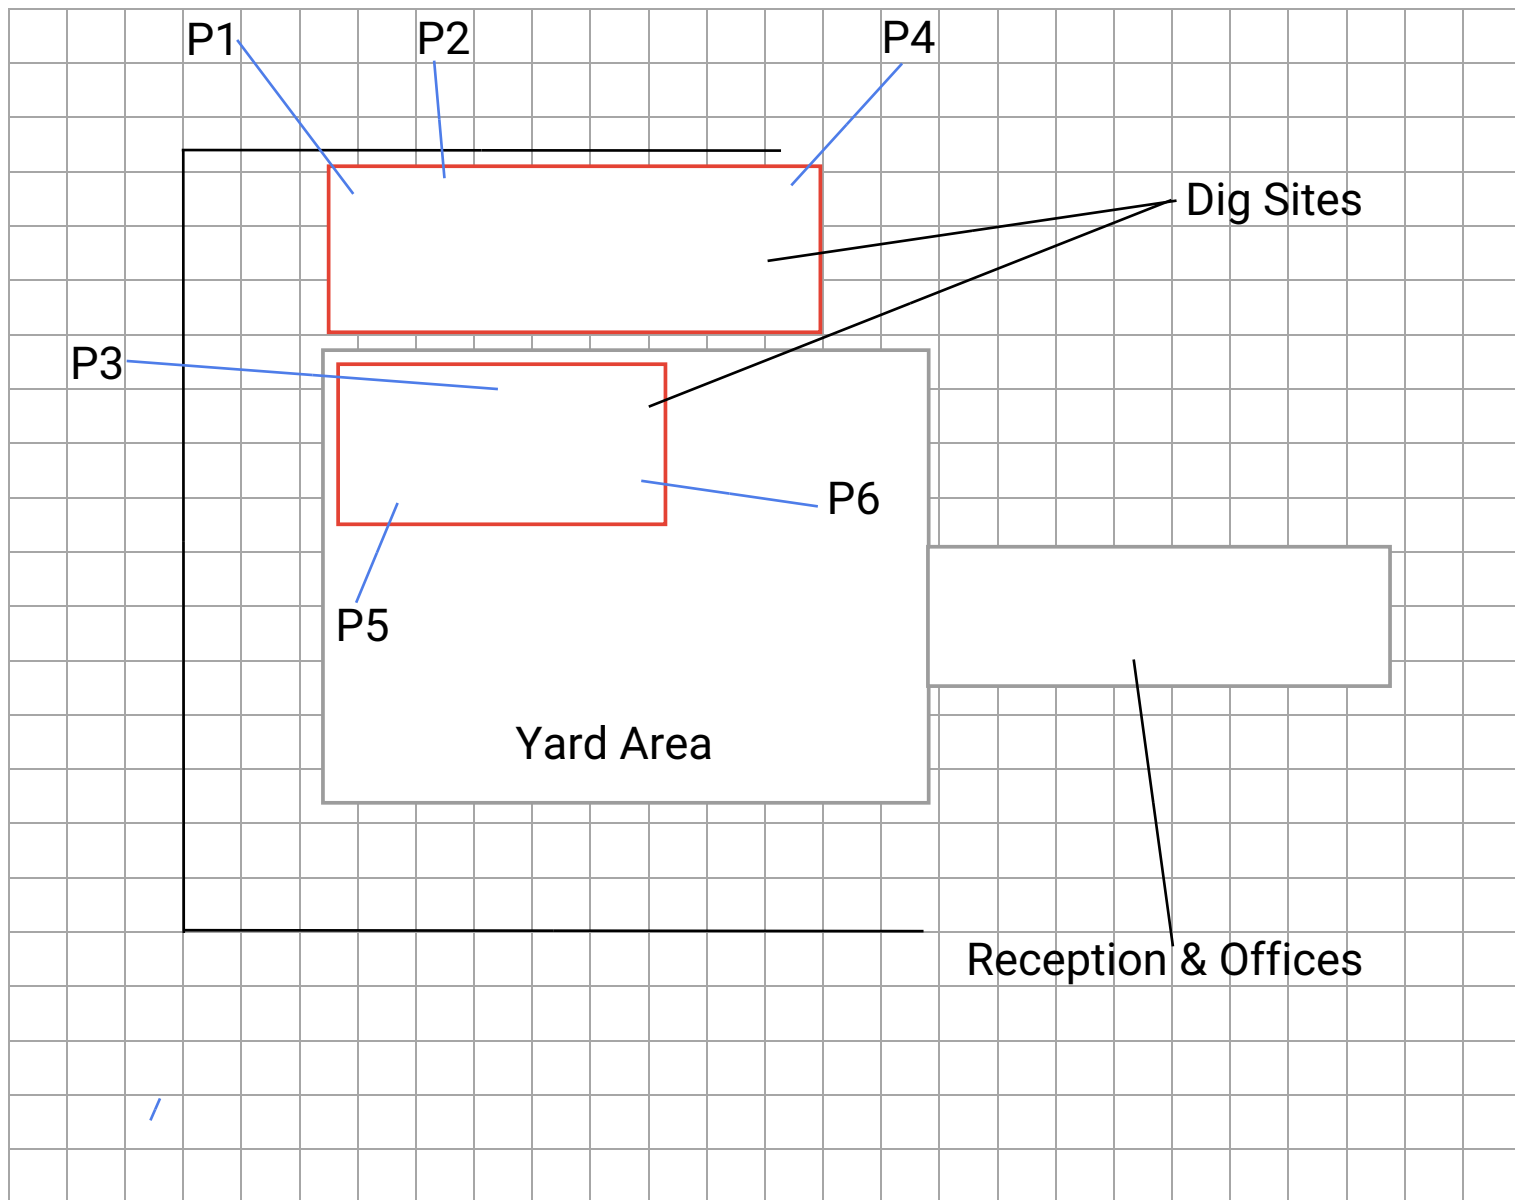 P1
P2
P4
Dig Sites
P3
P6
P5
Yard Area
Reception & Offices